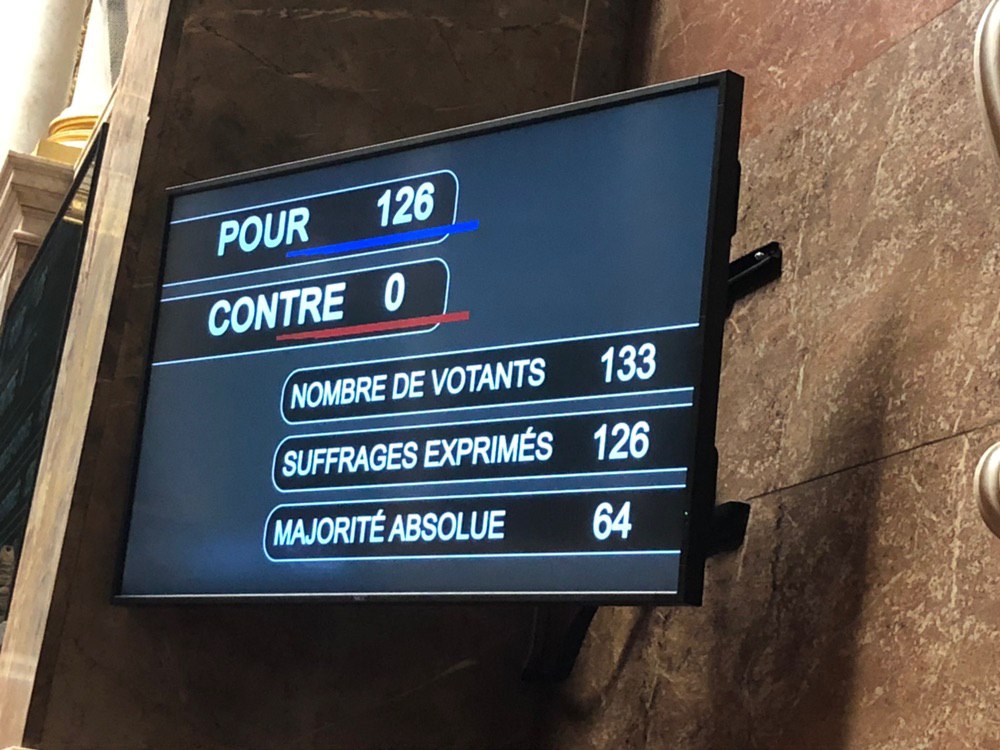 POUR 126
CONTRE 0
NOMBRE DE VOTANTS 133
SUFFRAGES EXPRIMÉS 126
MAJORITÉ ABSOLUE 64